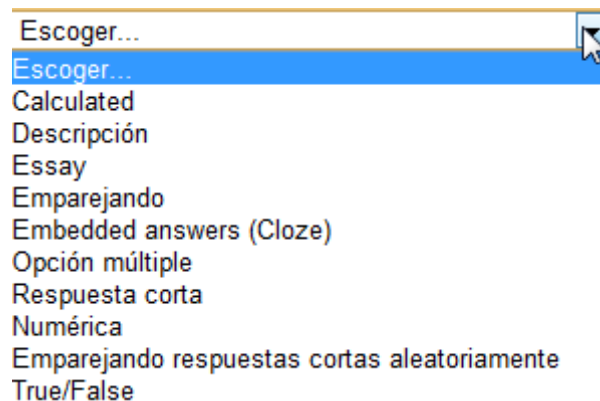 Escoger...
Escoger...
Calculated
Descripción
Essay
Emparejando
Embedded answers (Cloze)
Opción múltiple
Respuesta corta
Numérica
Emparejando respuestas cortas aleatoriamente
True/False